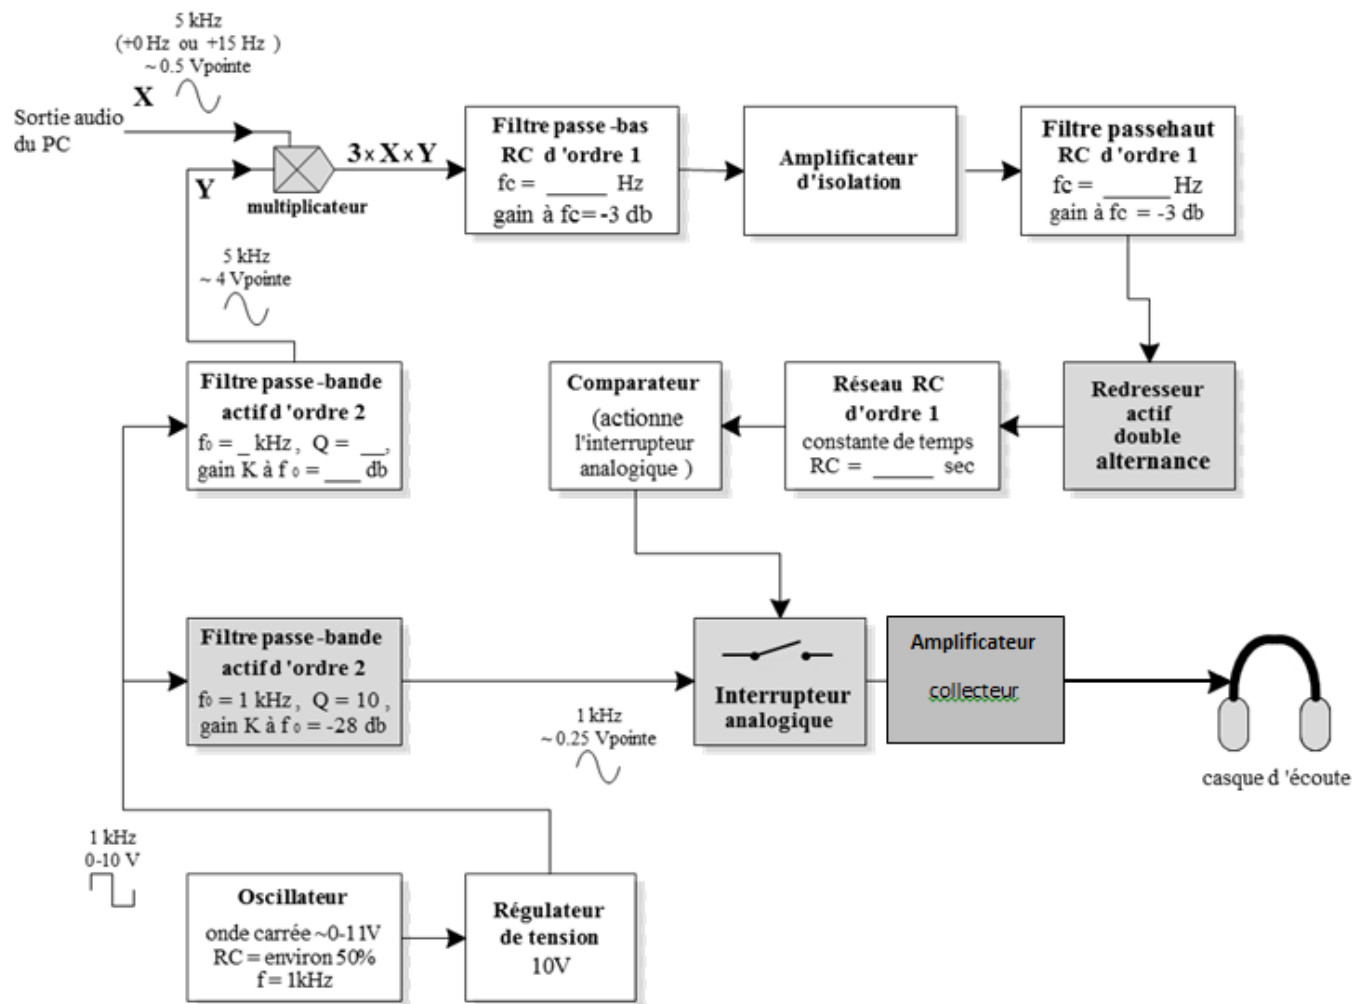 5 kHz
(+0 Hz ou +15 Hz )
~ 0.5 Vpointe
X
Sortie audio
du PC
Y
multiplicateur
3×X×Y
Filtre passe -bas
RC d 'ordre 1
fc = _____ Hz
gain à fc= -3 db
Amplificateur
d'isolation
Filtre passehaut
RC d 'ordre 1
fc = ______ Hz
gain à fc = -3 db
5 kHz
~ 4 Vpointe
Filtre passe -bande
actif d 'ordre 2
f0 = _ kHz , Q = __,
gain K à f 0 = ___ db
Comparateur
(actionne
l'interrupteur
analogique )
Réseau RC
d'ordre 1
constante de temps
RC = _____ sec
Redresseur
actif
double
alternance
Filtre passe -bande
actif d 'ordre 2
f0 = 1 kHz , Q = 10 ,
gain K à f 0 = -28 db
1 kHz
~ 0.25 Vpointe
Interrupteur
analogique
Amplificateur
collecteur
casque d 'écoute
1 kHz
0-10 V
Oscillateur
onde carrée ~0-11V
RC = environ 50%
f = 1kHz
Régulateur
de tension
10V